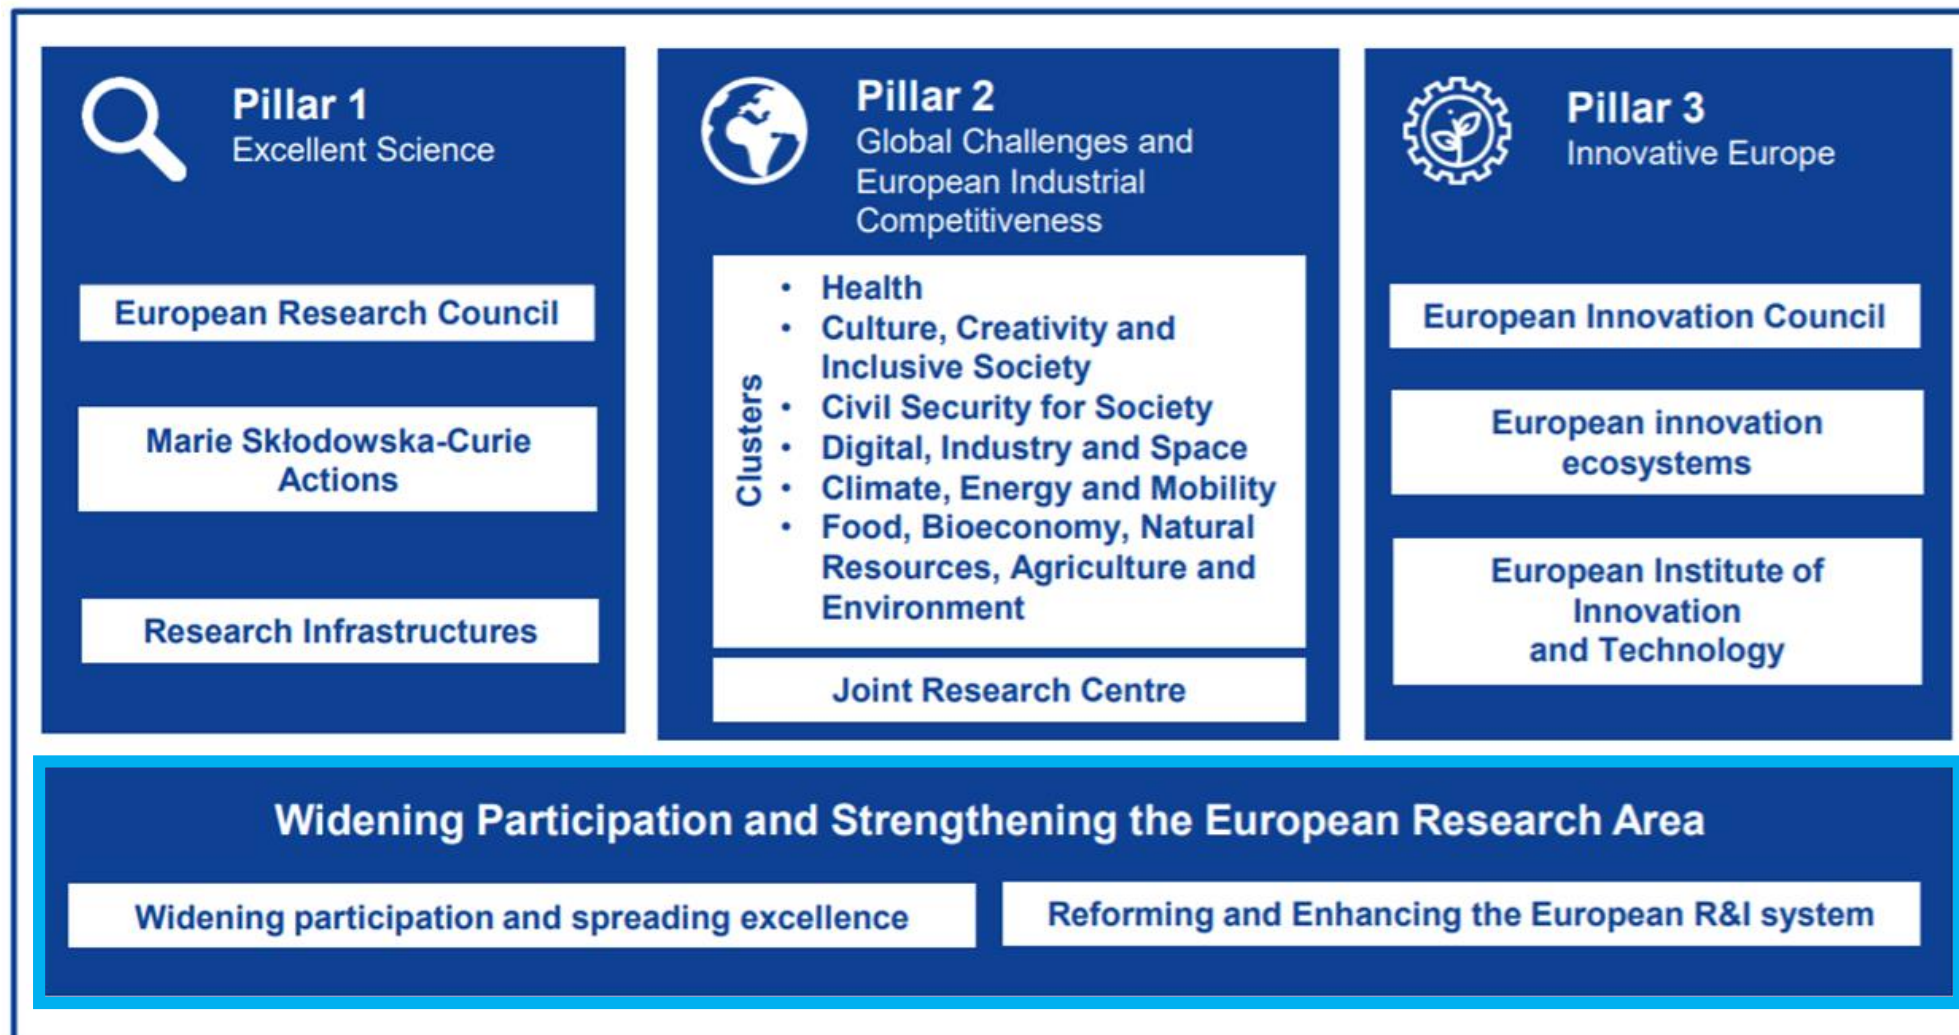 Pillar 1
Excellent Science
European Research Council
Marie Skłodowska-Curie
Actions
Research Infrastructures
Pillar 2
Global Challenges and
European Industrial
Competitiveness
Clusters
• Health
• Culture, Creativity and
Inclusive Society
• Civil Security for Society
• Digital, Industry and Space
• Climate, Energy and Mobility
• Food, Bioeconomy, Natural
Resources, Agriculture and
Environment
Joint Research Centre
Pillar 3
Innovative Europe
European Innovation Council
European innovation
ecosystems
European Institute of
Innovation
and Technology
Widening Participation and Strengthening the European Research Area
Widening participation and spreading excellence
Reforming and Enhancing the European R&I system